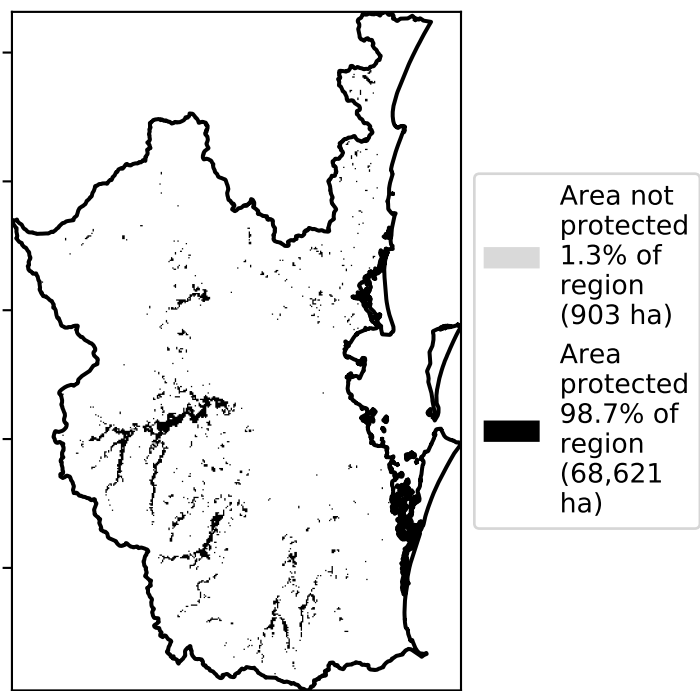 Area not
protected
1.3% of
region
(903 ha)
Area
protected
98.7% of
region
(68,621
ha)